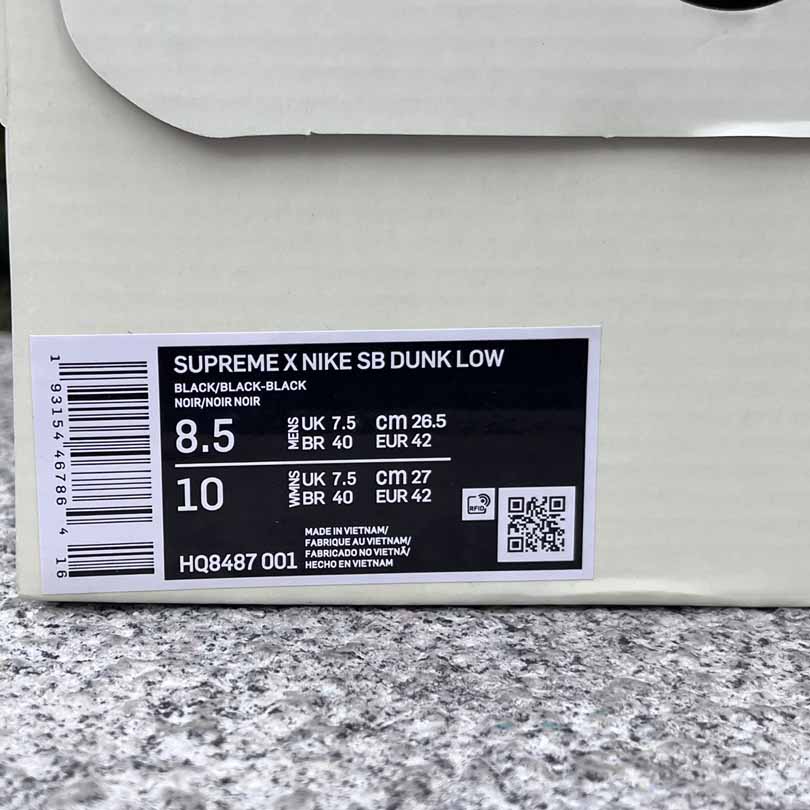 SUPREME X NIKE SB DUNK LOW
BLACK/BLACK-BLACK
NOIR/NOIR NOIR
8.5 MENS UK 7.5 cm 26.5
BR 40 EUR 42
10 WMNS UK 7.5 cm 27
BR 40 EUR 42
RFID
HQ8487 001
MADE IN VIETNAM/
FABRIQUE AU VIETNAM/
FABRICADO NO VIETNÃ/
HECHO EN VIETNAM
1 93154 46786 4 16